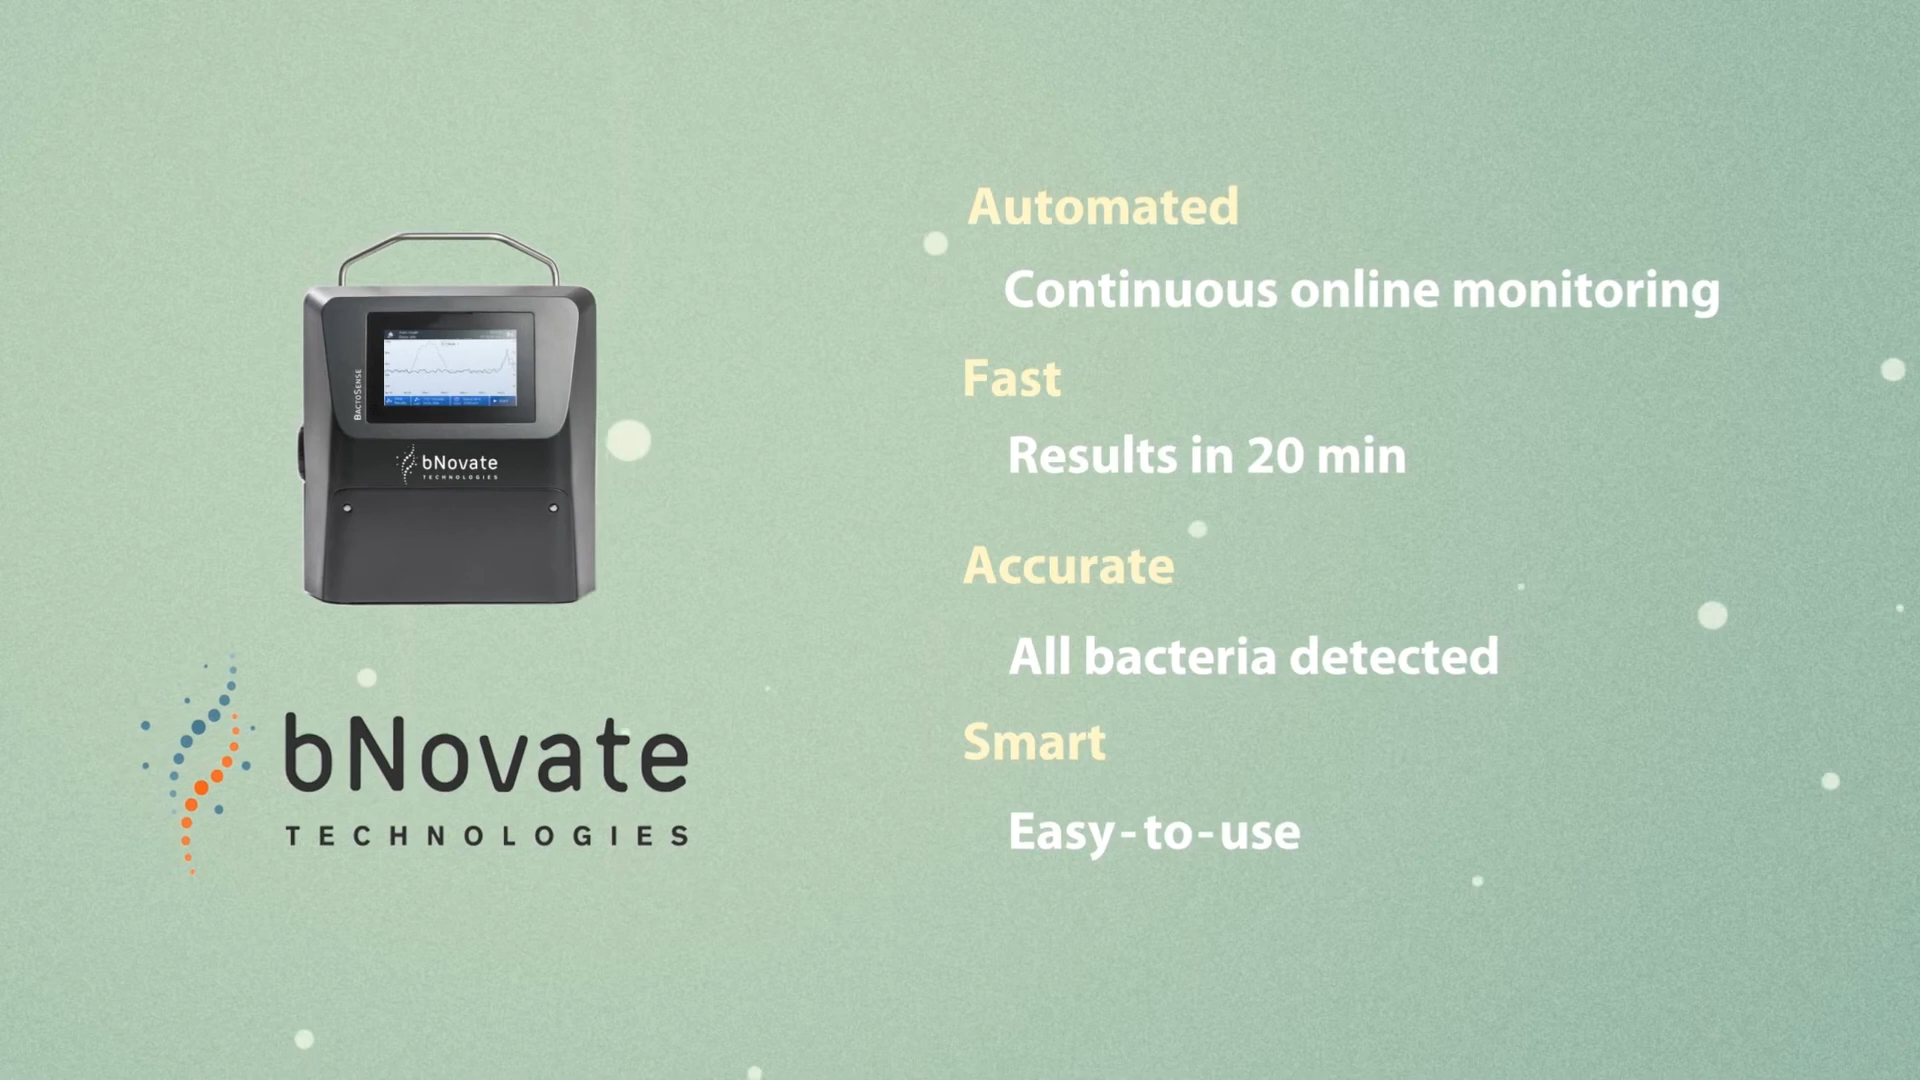 Automated
Continuous online monitoring
Fast
Results in 20 min
Accurate
All bacteria detected
Smart
Easy-to-use
BACTOSENSE
bNovate
TECHNOLOGIES
bNovate
TECHNOLOGIES